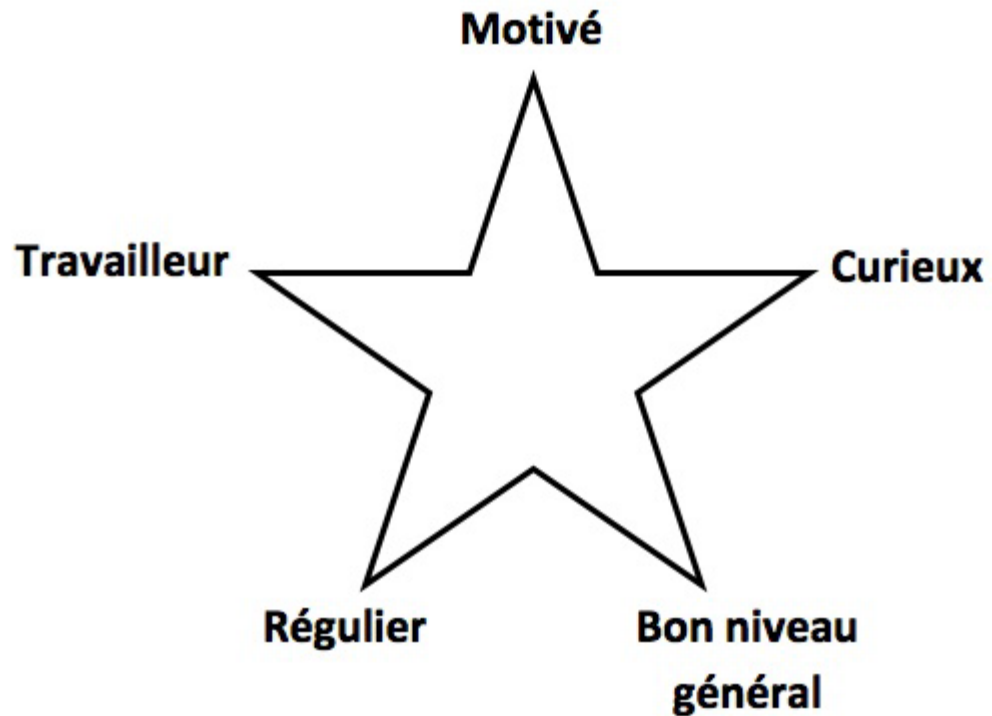 Motivé
Travailleur
Curieux
Régulier
Bon niveau
général